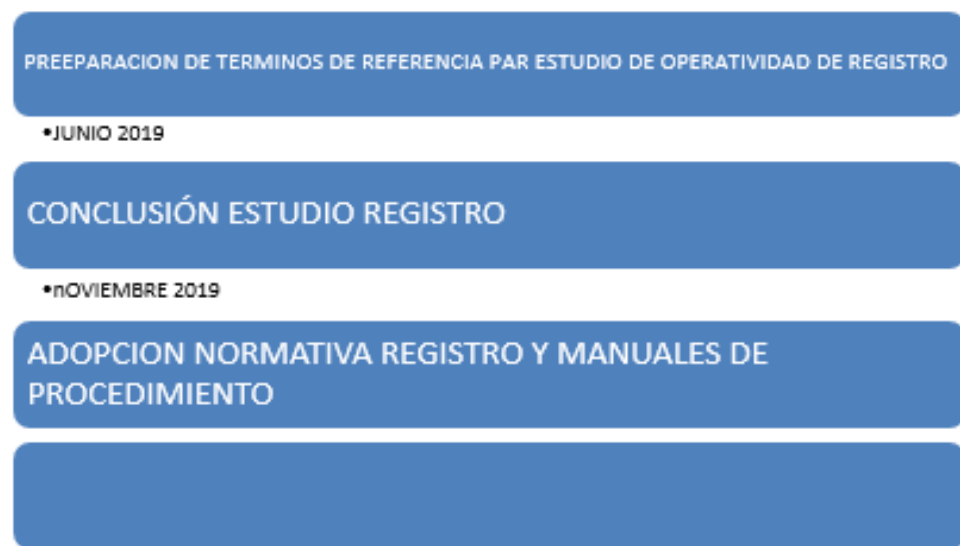 PREEPARACION DE TERMINOS DE REFERENCIA PAR ESTUDIO DE OPERATIVIDAD DE REGISTRO
•JUNIO 2019
CONCLUSIÓN ESTUDIO REGISTRO
•nOVIEMBRE 2019
ADOPCION NORMATIVA REGISTRO Y MANUALES DE
PROCEDIMIENTO